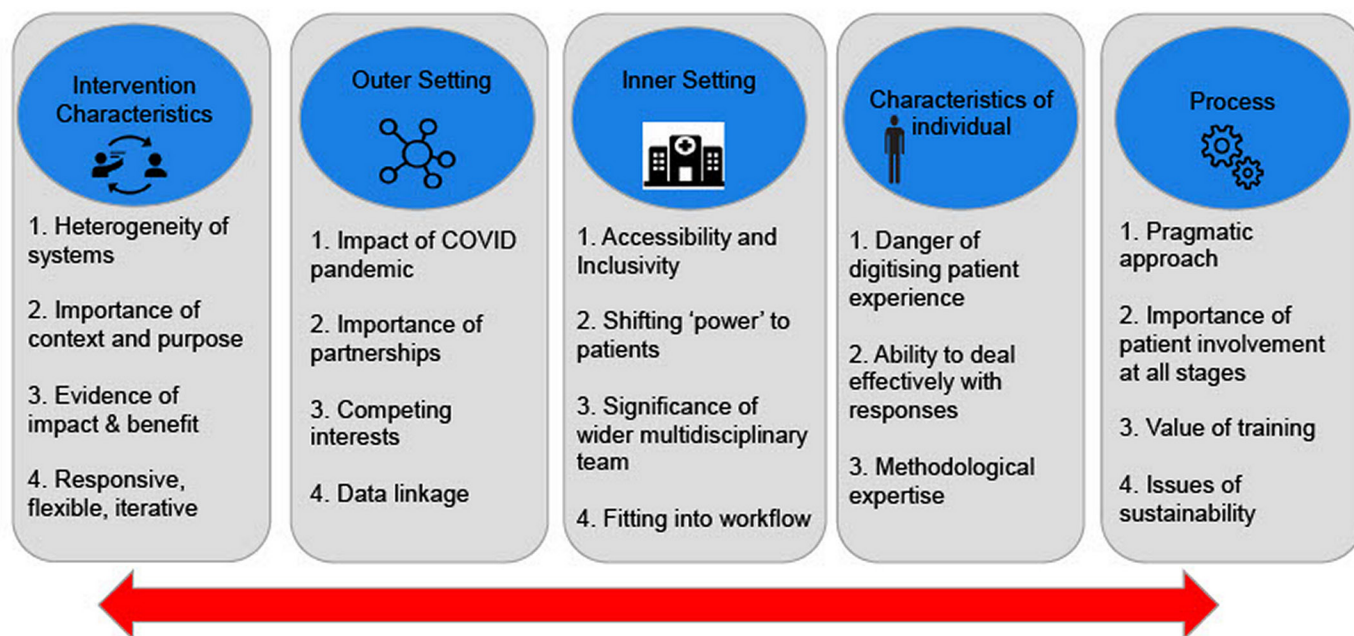 Intervention
Characteristics
1. Heterogeneity of
systems
2. Importance of
context and purpose
3. Evidence of
impact & benefit
4. Responsive,
flexible, iterative
Outer Setting
1. Impact of COVID
pandemic
2. Importance of
partnerships
3. Competing
interests
4. Data linkage
Inner Setting
1. Accessibility and
Inclusivity
2. Shifting ‘power’ to
patients
3. Significance of
wider multidisciplinary
team
4. Fitting into workflow
Characteristics of
individual
1. Danger of
digitising patient
experience
2. Ability to deal
effectively with
responses
3. Methodological
expertise
Process
1. Pragmatic
approach
2. Importance of
patient involvement
at all stages
3. Value of training
4. Issues of
sustainability